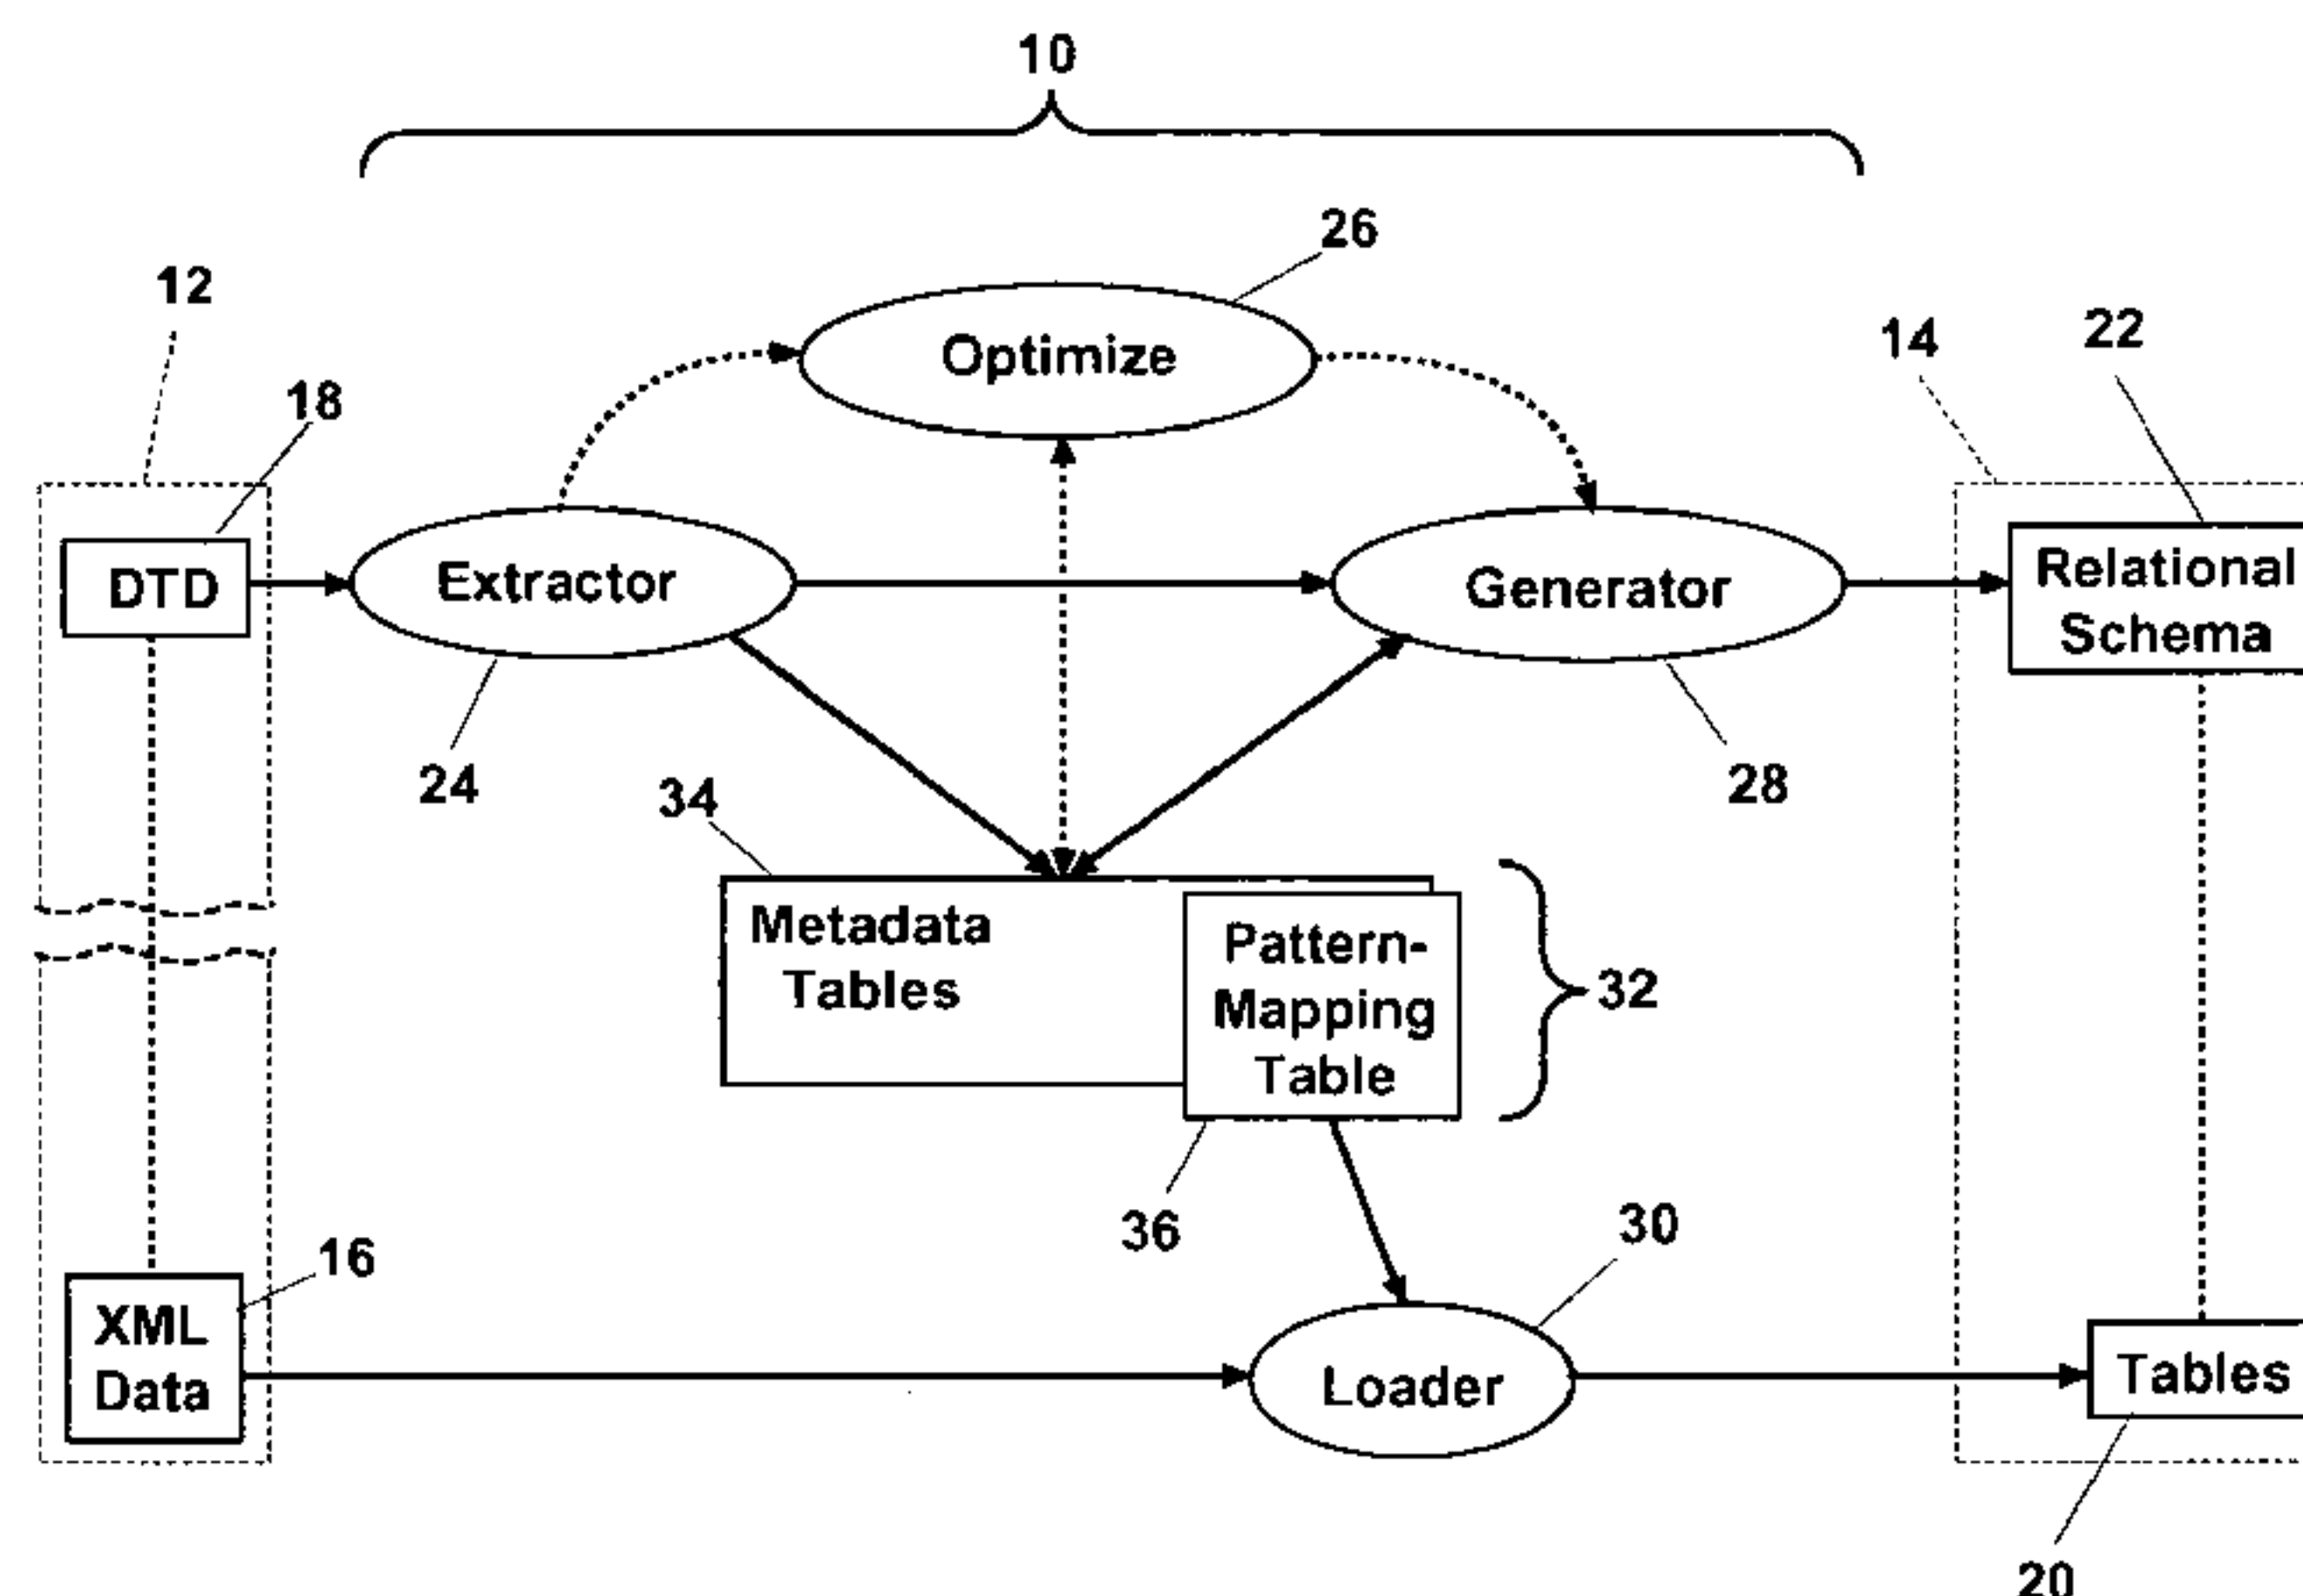 10
26
12
Optimize
14
22
18
DTD
Extractor
Generator
Relational
Schema
24
34
28
Metadata
Tables
Pattern-
Mapping
Table
32
36
30
16
XML
Data
Loader
Tables
20